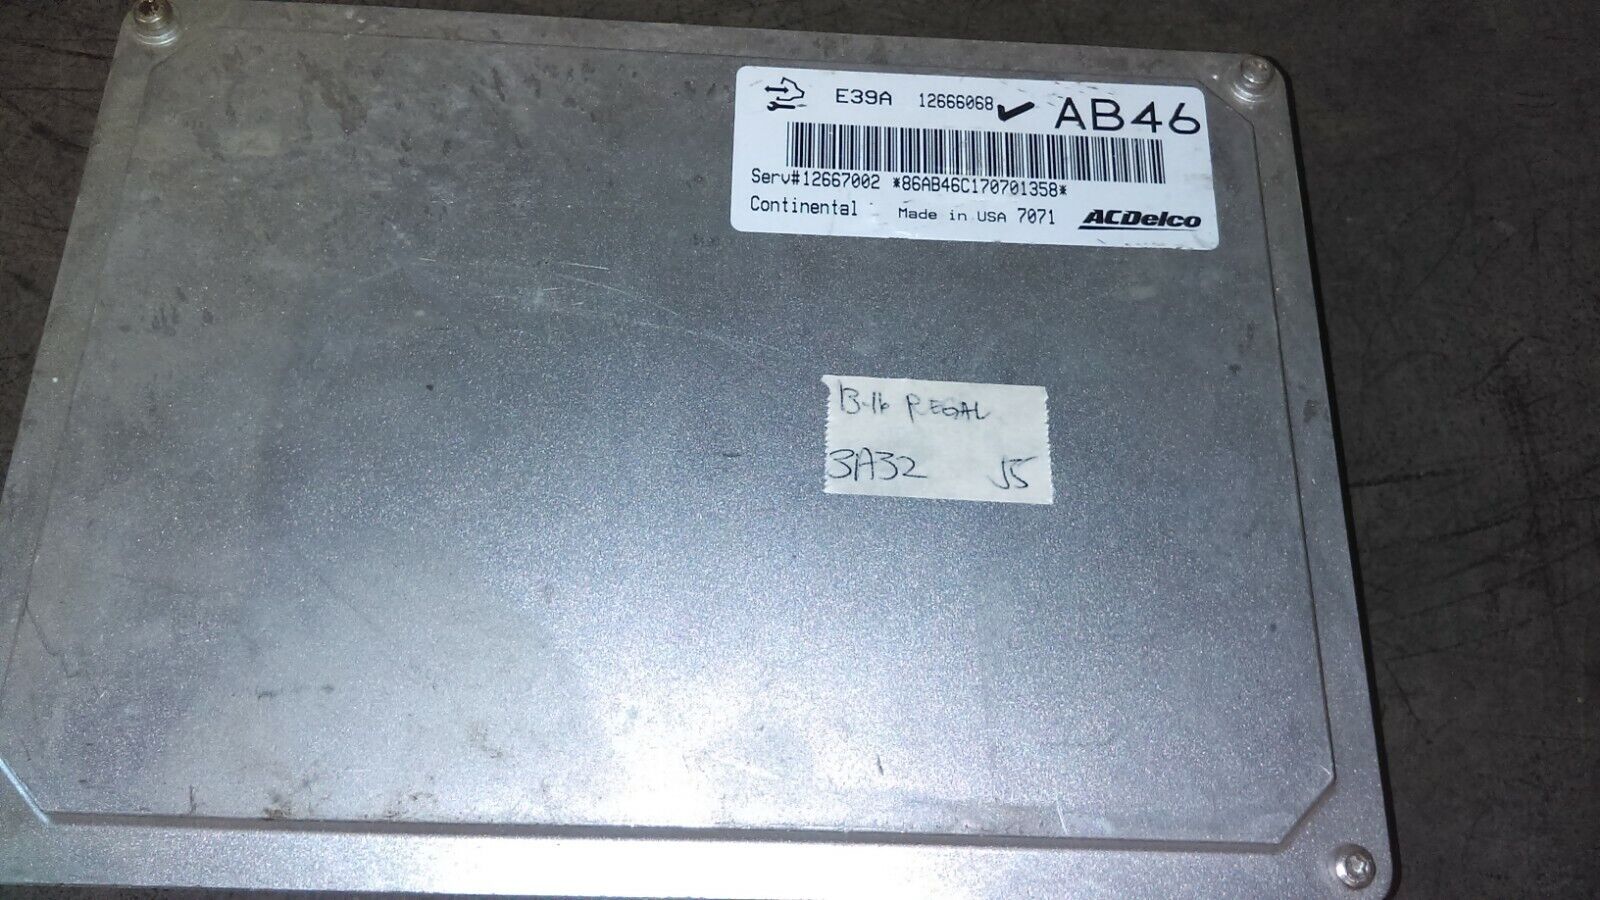 E39A 12666068 AB46
Serv#12667002 *86AB46C170701358*
Continental Made in USA 7071 ACDelco
13-16 REGAL
3A32 J5